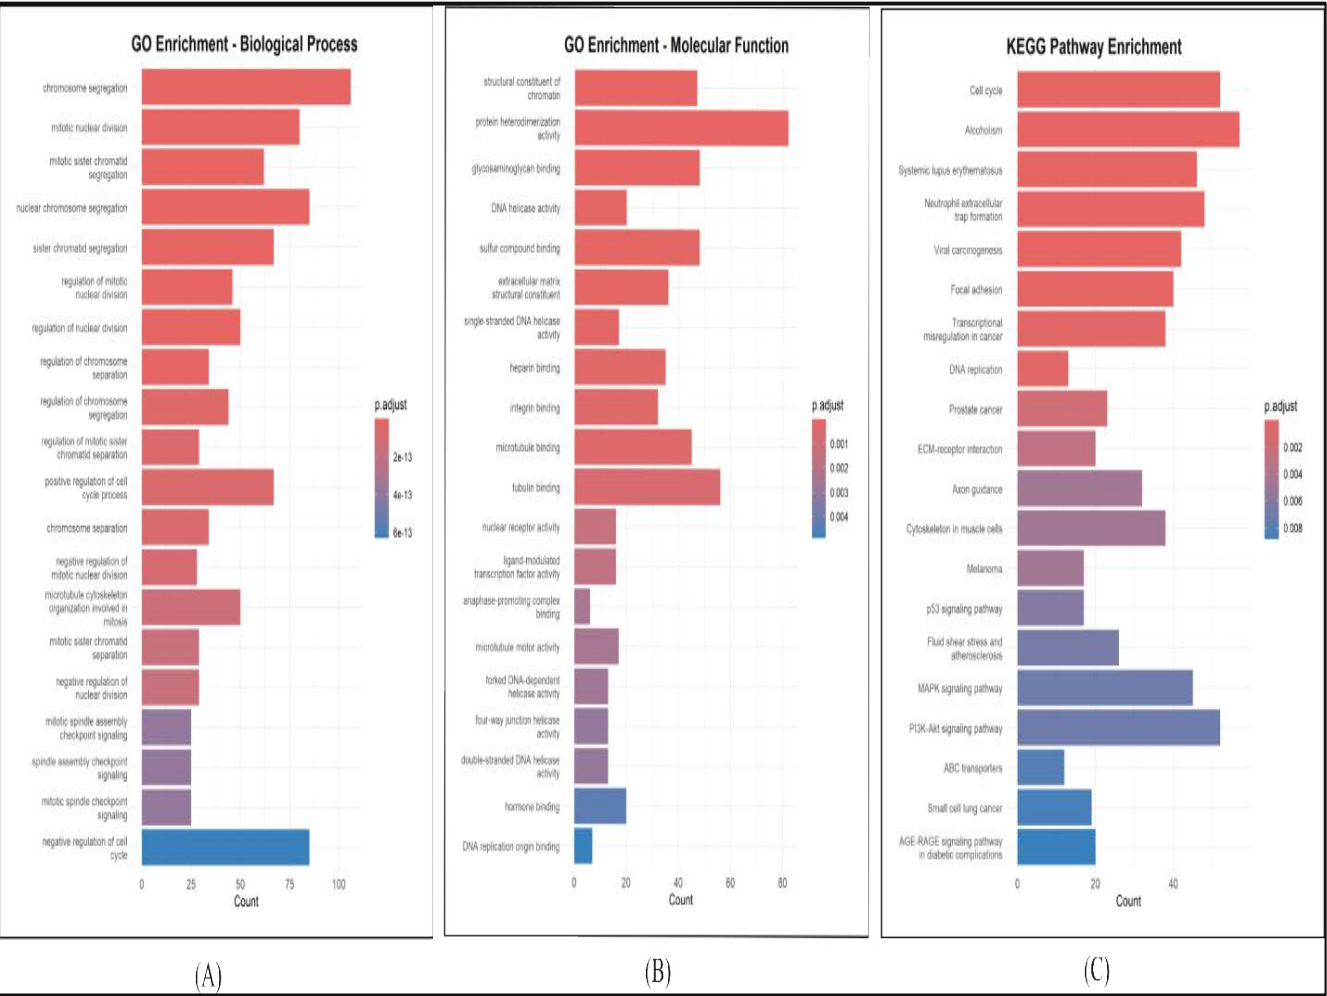 GO Enrichment - Biological Process
chromosome segregation
mitotic nuclear division
mitotic sister chromatid
segregation
nuclear chromosome segregation
sister chromatid segregation
regulation of mitotic
nuclear division
regulation of nuclear division
regulation of chromosome
separation
regulation of chromosome
segregation
regulation of mitotic sister
chromatid separation
positive regulation of cell
cycle process
chromosome separation
negative regulation of
mitotic nuclear division
microtubule cytoskeleton
organization involved in
mitosis
mitotic sister chromatid
separation
negative regulation of
nuclear division
mitotic spindle assembly
checkpoint signaling
spindle assembly checkpoint
signaling
mitotic spindle checkpoint
signaling
negative regulation of cell
cycle
0 25 50 75 100
Count
p.adjust
2e-13
4e-13
6e-13
(A)
GO Enrichment - Molecular Function
structural constituent of
chromatin
protein heterodimerization
activity
glycosaminoglycan binding
DNA helicase activity
sulfur compound binding
extracellular matrix
structural constituent
single-stranded DNA helicase
activity
heparin binding
integrin binding
microtubule binding
tubulin binding
nuclear receptor activity
ligand-modulated
transcription factor activity
anaphase-promoting complex
binding
microtubule motor activity
forked DNA-dependent
helicase activity
four-way junction helicase
activity
double-stranded DNA helicase
activity
hormone binding
DNA replication origin binding
0 20 40 60 80
Count
p.adjust
0.001
0.002
0.003
0.004
(B)
KEGG Pathway Enrichment
Cell cycle
Alcoholism
Systemic lupus erythematosus
Neutrophil extracellular
trap formation
Viral carcinogenesis
Focal adhesion
Transcriptional
misregulation in cancer
DNA replication
Prostate cancer
ECM-receptor interaction
Axon guidance
Cytoskeleton in muscle cells
Melanoma
p53 signaling pathway
Fluid shear stress and
atherosclerosis
MAPK signaling pathway
PI3K-Akt signaling pathway
ABC transporters
Small cell lung cancer
AGE-RAGE signaling pathway
in diabetic complications
0 20 40
Count
p.adjust
0.002
0.004
0.006
0.008
(C)